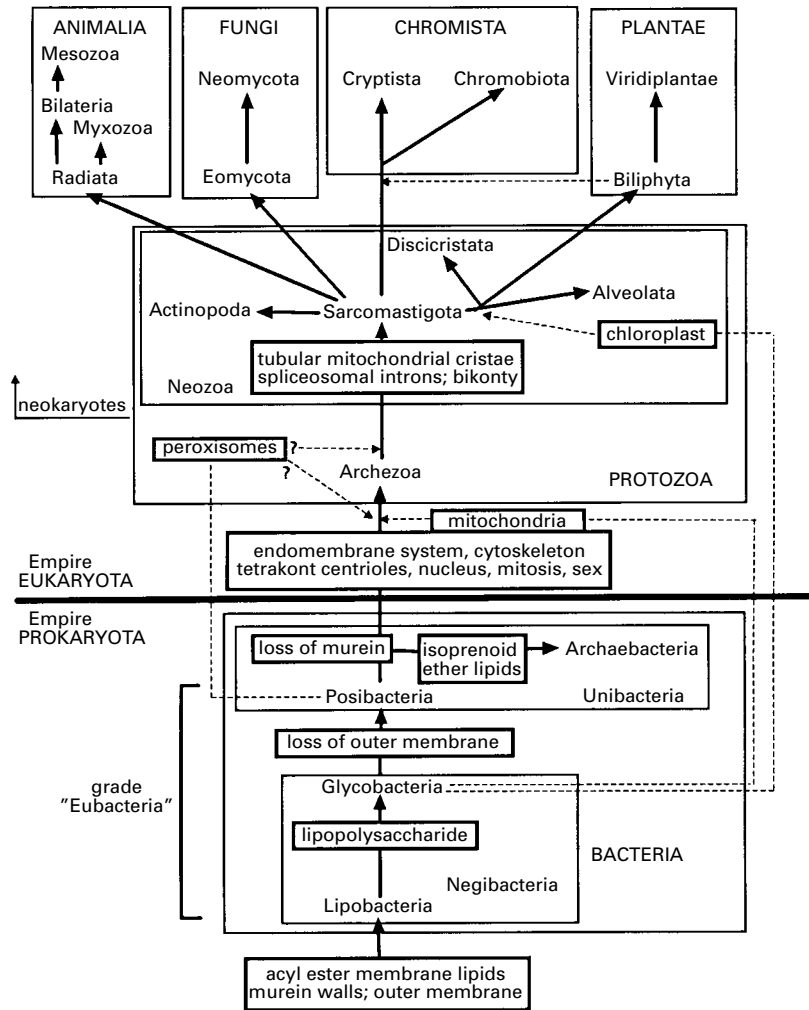 ANIMALIA
FUNGI
CHROMISTA
PLANTAE
Mesozoa
Bilateria
Myxozoa
Radiata
Neomycota
Eomycota
Cryptista
Chromobiota
Viridiplantae
Biliphyta
Discicristata
Actinopoda
Sarcomastigota
Alveolata
chloroplast
tubular mitochondrial cristae
spliceosomal introns; bikonty
Neozoa
neokaryotes
peroxisomes
?
?
Archezoa
PROTOZOA
mitochondria
endomembrane system, cytoskeleton
tetrakont centrioles, nucleus, mitosis, sex
Empire
EUKARYOTA
Empire
PROKARYOTA
loss of murein
isoprenoid
ether lipids
Archaebacteria
Posibacteria
Unibacteria
loss of outer membrane
grade
"Eubacteria"
Glycobacteria
lipopolysaccharide
BACTERIA
Negibacteria
Lipobacteria
acyl ester membrane lipids
murein walls; outer membrane